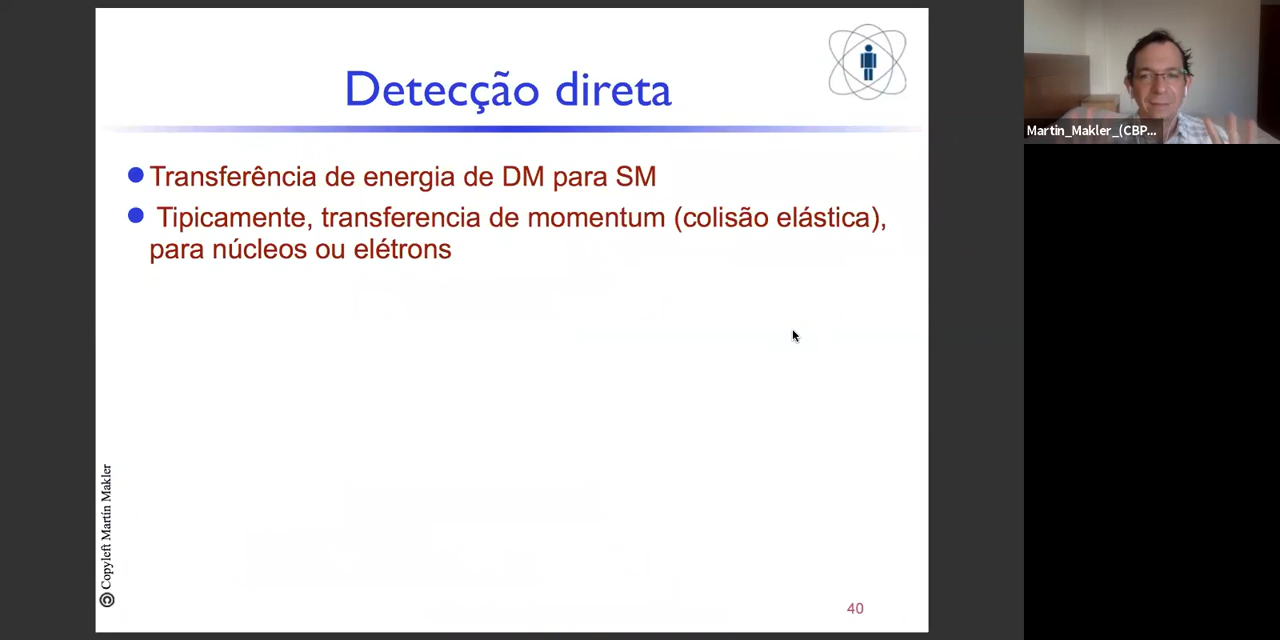 Detecção direta
Transferência de energia de DM para SM
Tipicamente, transferencia de momentum (colisão elástica),
para núcleos ou elétrons
Copyleft Martín Makler
40
Martin_Makler_(CBP...